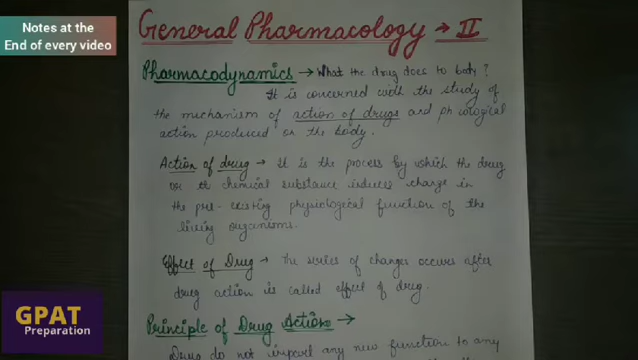 Notes at the
End of every video
General Pharmacology → II
Pharmacodynamics → What the drug does to body?
It is concerned with the study of
the mechanism of action of drugs and physiological
action produced on the body.
Action of drug → It is the process by which the drug
or the chemical substance induces change in
the pre-existing physiological function of the
living organisms.
Effect of Drug → The series of changes occurs after
drug action is called effect of drug.
Principle of Drug Action →
Drug do not impart any new function to any
GPAT
Preparation